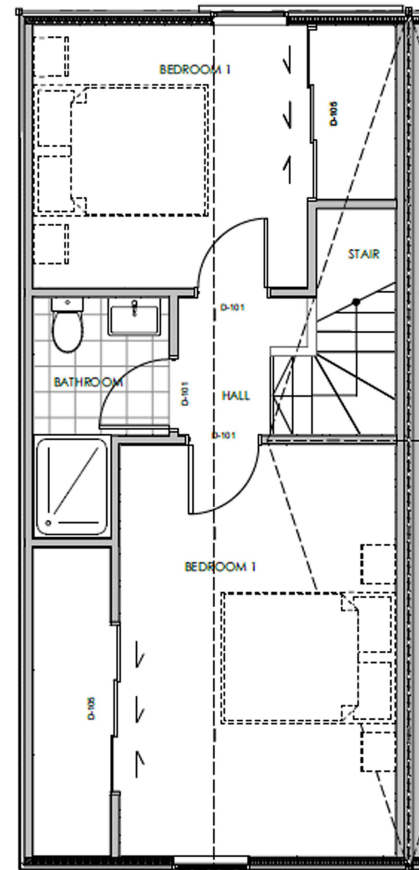 BEDROOM 1
D-105
STAIR
D-101
BATHROOM
D-101
HALL
D-101
BEDROOM 1
D-105